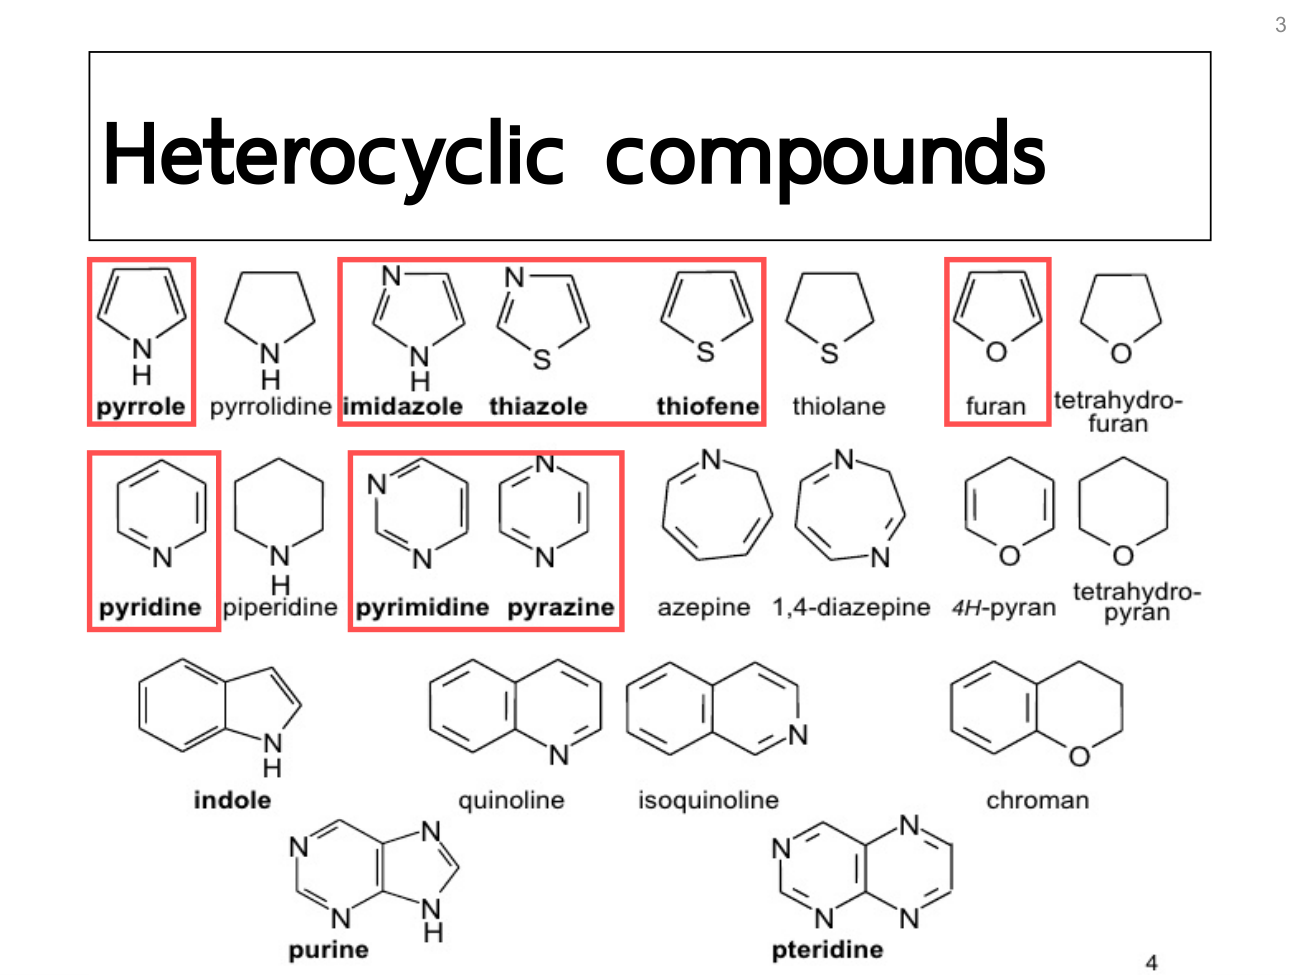 3
Heterocyclic compounds
N N
N H N H N H S S S O O
pyrrole pyrrolidine imidazole thiazole thiofene thiolane furan tetrahydro-
furan
N N N N
N N H N N N O O
pyridine piperidine pyrimidine pyrazine azepine 1,4-diazepine 4H-pyran tetrahydro-
pyran
N H N N O
indole quinoline isoquinoline chroman
N N N N
N N H N N
purine pteridine
4